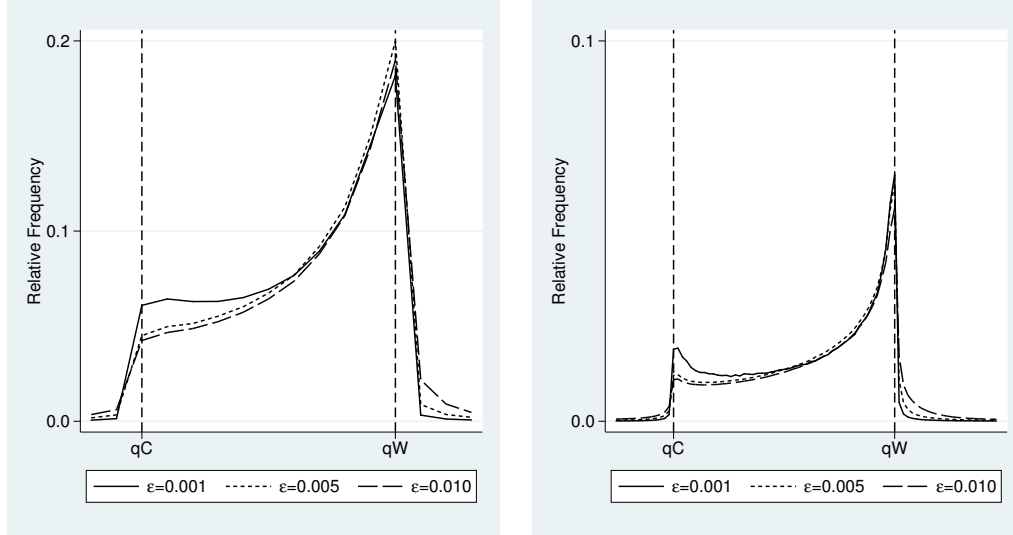 0.2
0.1
0.0
Relative Frequency
qC
qW
ε=0.001
ε=0.005
ε=0.010
0.1
0.0
Relative Frequency
qC
qW
ε=0.001
ε=0.005
ε=0.010